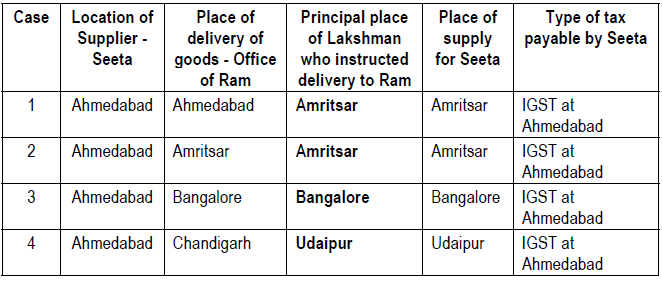 Case Location of Supplier - Seeta Place of delivery of goods - Office of Ram Principal place of Lakshman who instructed delivery to Ram Place of supply for Seeta Type of tax payable by Seeta
1 Ahmedabad Ahmedabad Amritsar Amritsar IGST at Ahmedabad
2 Ahmedabad Amritsar Amritsar Amritsar IGST at Ahmedabad
3 Ahmedabad Bangalore Bangalore Bangalore IGST at Ahmedabad
4 Ahmedabad Chandigarh Udaipur Udaipur IGST at Ahmedabad